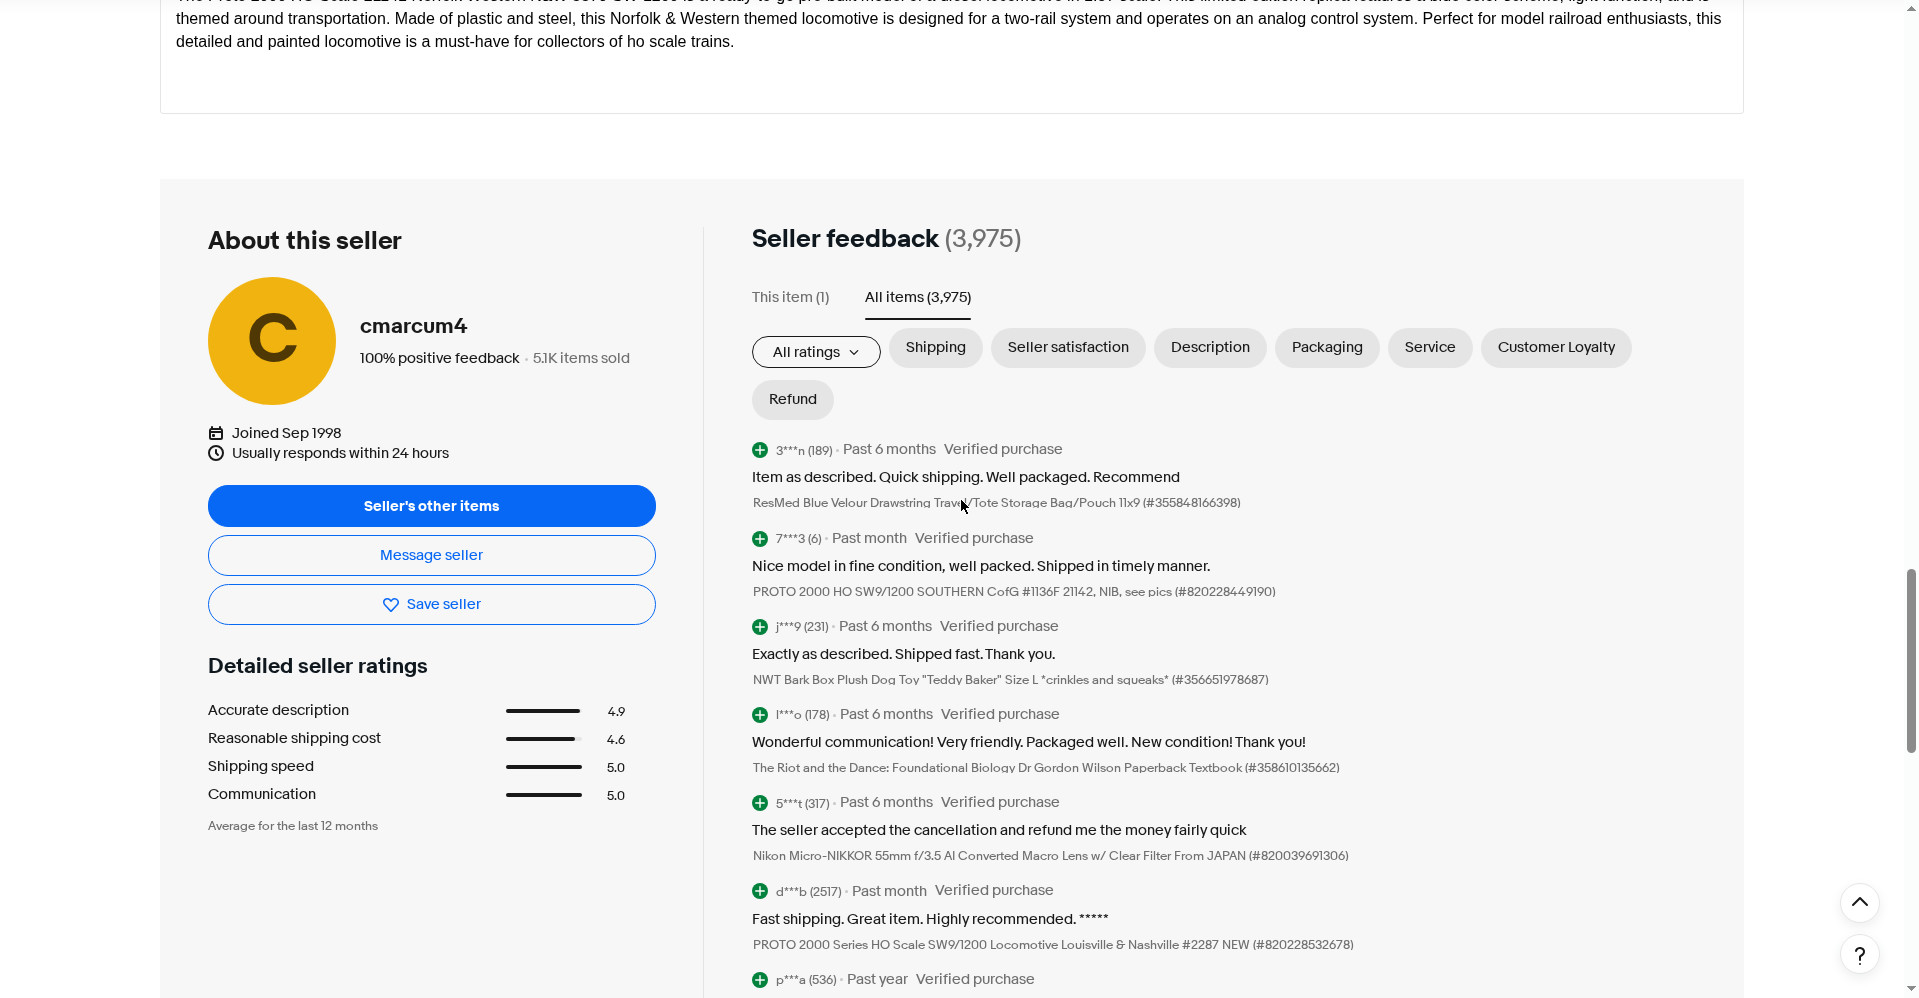 themed around transportation. Made of plastic and steel, this Norfolk & Western themed locomotive is designed for a two-rail system and operates on an analog control system. Perfect for model railroad enthusiasts, this
detailed and painted locomotive is a must-have for collectors of ho scale trains.
About this seller
C
cmarcum4
100% positive feedback · 5.1K items sold
Joined Sep 1998
Usually responds within 24 hours
Seller's other items
Message seller
Save seller
Detailed seller ratings
Accurate description 4.9
Reasonable shipping cost 4.6
Shipping speed 5.0
Communication 5.0
Average for the last 12 months
Seller feedback (3,975)
This item (1) All items (3,975)
All ratings Shipping Seller satisfaction Description Packaging Service Customer Loyalty
Refund
3***n (189) · Past 6 months Verified purchase
Item as described. Quick shipping. Well packaged. Recommend
ResMed Blue Velour Drawstring Travel/Tote Storage Bag/Pouch 11x9 (#355848166398)
7***3 (6) · Past month Verified purchase
Nice model in fine condition, well packed. Shipped in timely manner.
PROTO 2000 HO SW9/1200 SOUTHERN CofG #1136F 21142, NIB, see pics (#820228449190)
j***9 (231) · Past 6 months Verified purchase
Exactly as described. Shipped fast. Thank you.
NWT Bark Box Plush Dog Toy "Teddy Baker" Size L *crinkles and squeaks* (#356651978687)
l***o (178) · Past 6 months Verified purchase
Wonderful communication! Very friendly. Packaged well. New condition! Thank you!
The Riot and the Dance: Foundational Biology Dr Gordon Wilson Paperback Textbook (#358610135662)
5***t (317) · Past 6 months Verified purchase
The seller accepted the cancellation and refund me the money fairly quick
Nikon Micro-NIKKOR 55mm f/3.5 AI Converted Macro Lens w/ Clear Filter From JAPAN (#820039691306)
d***b (2517) · Past month Verified purchase
Fast shipping. Great item. Highly recommended. *****
PROTO 2000 Series HO Scale SW9/1200 Locomotive Louisville & Nashville #2287 NEW (#820228532678)
p***a (536) · Past year Verified purchase
?